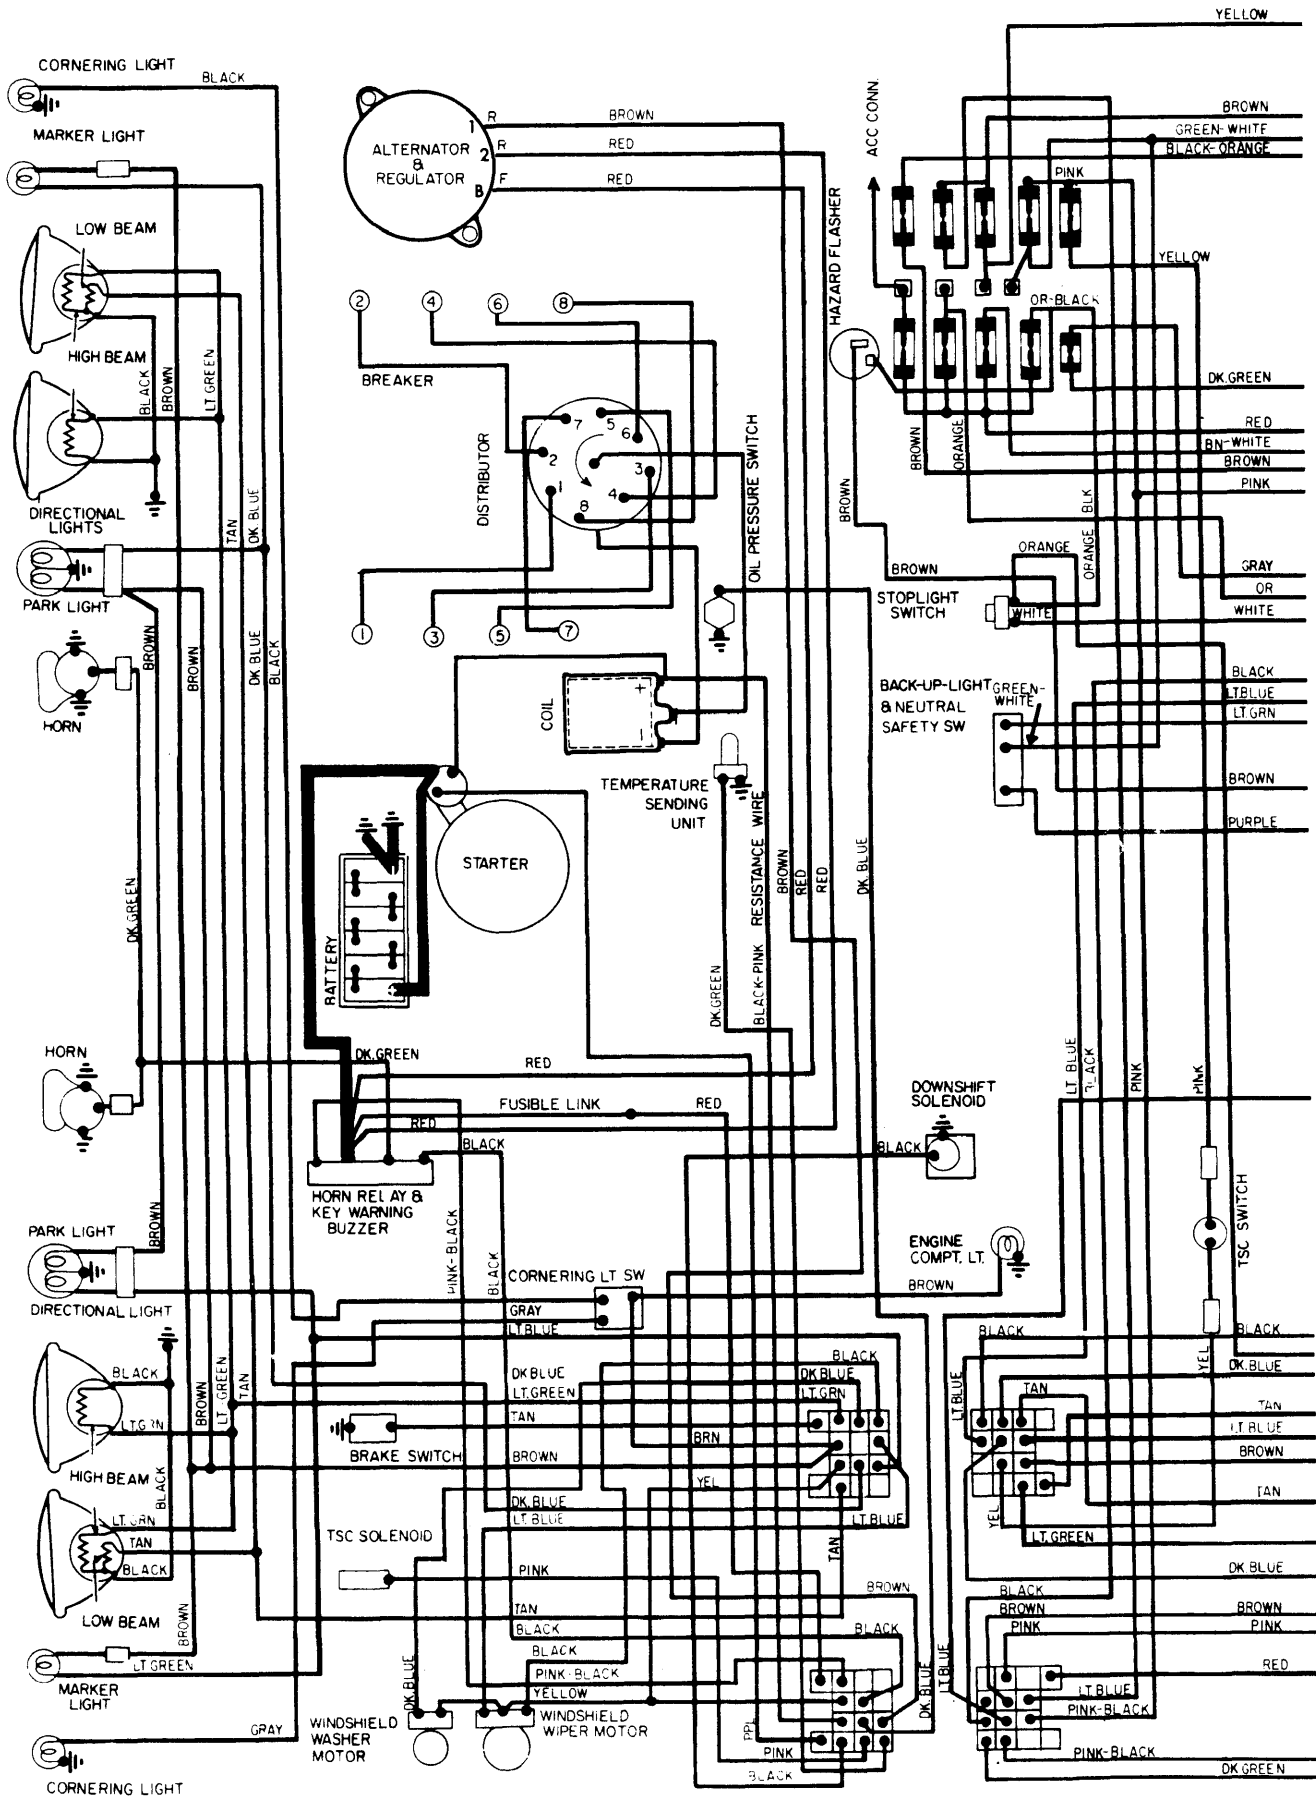 YELLOW
CORNERING LIGHT
BLACK
MARKER LIGHT
ALTERNATOR
&
REGULATOR
1
2
B
R
R
F
BROWN
RED
RED
ACC CONN.
BROWN
GREEN-WHITE
BLACK-ORANGE
PINK
YELLOW
HAZARD FLASHER
OR-BLACK
LOW BEAM
HIGH BEAM
BLACK
BROWN
LT GREEN
2
4
6
8
BREAKER
DISTRIBUTOR
7
5
6
2
3
1
4
8
OIL PRESSURE SWITCH
DK.GREEN
RED
BN-WHITE
BROWN
PINK
BROWN
ORANGE
BROWN
DIRECTIONAL
LIGHTS
TAN
DK BLUE
PARK LIGHT
ORANGE BLK
ORANGE
BROWN
GRAY
OR
WHITE
STOPLIGHT
SWITCH
WHITE
1
3
5
7
BROWN
BROWN
DK BLUE
BLACK
HORN
COIL
+
−
BACK-UP-LIGHT
& NEUTRAL
SAFETY SW
GREEN-
WHITE
BLACK
LT.BLUE
LT.GRN
BROWN
PURPLE
TEMPERATURE
SENDING
UNIT
STARTER
BATTERY
DK.GREEN
DK.GREEN
BLACK-PINK RESISTANCE WIRE
BROWN
RED
RED
DK. BLUE
HORN
DK.GREEN
RED
FUSIBLE LINK
RED
RED
BLACK
HORN RELAY &
KEY WARNING
BUZZER
DOWNSHIFT
SOLENOID
BLACK
LT. BLUE
PINK
PINK
TSC SWITCH
PARK LIGHT
BROWN
DIRECTIONAL LIGHT
PINK-BLACK
BLACK
CORNERING LT SW
GRAY
LT.BLUE
ENGINE
COMPT. LT.
BROWN
BLACK
BLACK
DK.BLUE
YEL
LT.BLUE
TAN
TAN
LT.BLUE
BROWN
TAN
YEL
LT.GREEN
DK.BLUE
BLACK
LT.GRN
HIGH BEAM
BROWN
LT. GREEN
TAN
BLACK
DK BLUE
LT.GREEN
TAN
BRAKE SWITCH
BROWN
BLACK
DK.BLUE
LT.GRN
BRN
YEL
DK.BLUE
LT. BLUE
LT BLUE
TAN
TSC SOLENOID
PINK
LT.GRN
TAN
BLACK
LOW BEAM
TAN
BLACK
BLACK
PINK-BLACK
YELLOW
BROWN
BLACK
BROWN
LT GREEN
MARKER
LIGHT
DK.BLUE
WINDSHIELD
WASHER
MOTOR
WINDSHIELD
WIPER MOTOR
GRAY
CORNERING LIGHT
PPL
PINK
BLACK
DK.BLUE
LT.BLUE
BLACK
BROWN
PINK
BROWN
PINK
RED
LT.BLUE
PINK-BLACK
PINK-BLACK
DK.GREEN